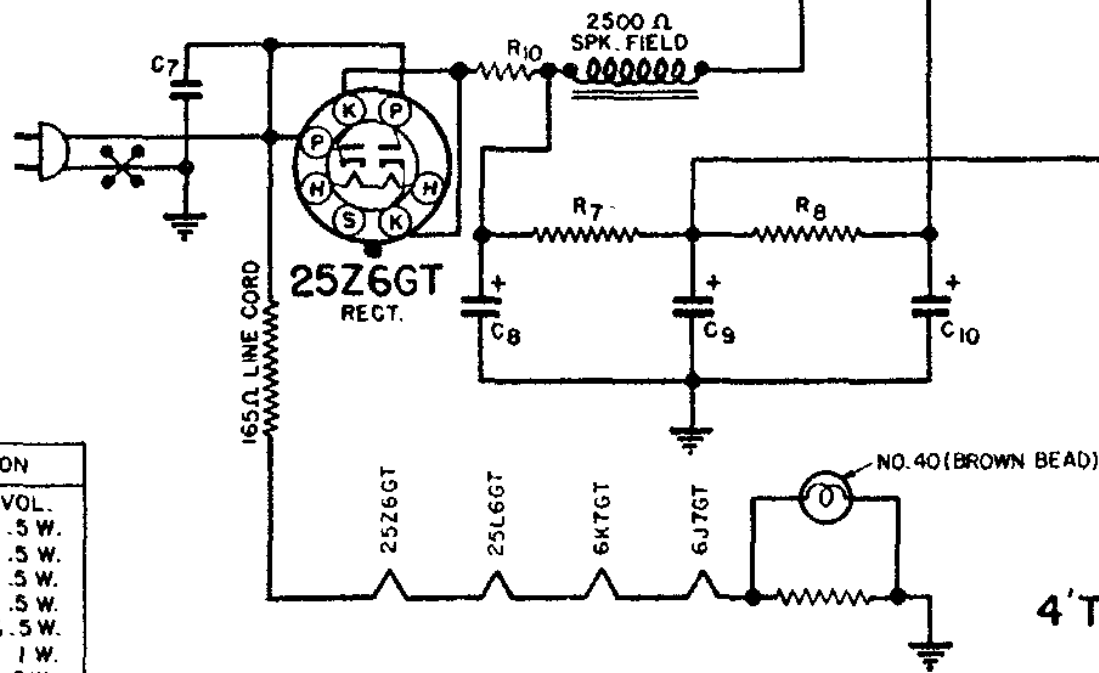 2500 Ω
SPK. FIELD
R10
C7
K P
P
H H
S K
25Z6GT
RECT.
R7
R8
+
C8
+
C9
+
C10
165Ω LINE CORD
ON
VOL.
.5 W.
.5 W.
.5 W.
.5 W.
.5 W.
1 W.
25Z6GT
25L6GT
6K7GT
6J7GT
NO.40 (BROWN BEAD)
4'T